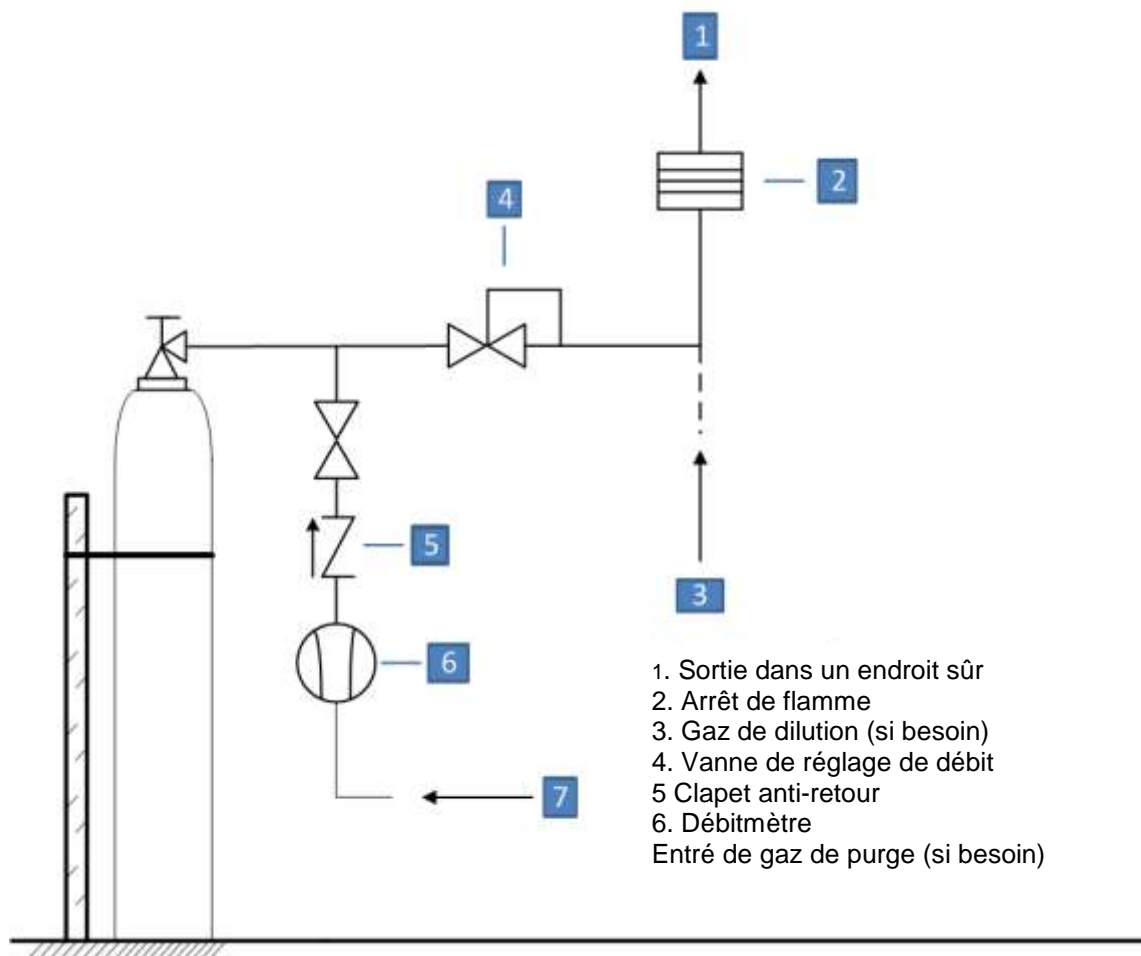 1
2
4
5
3
6
7
1. Sortie dans un endroit sûr
2. Arrêt de flamme
3. Gaz de dilution (si besoin)
4. Vanne de réglage de débit
5 Clapet anti-retour
6. Débitmètre
Entré de gaz de purge (si besoin)